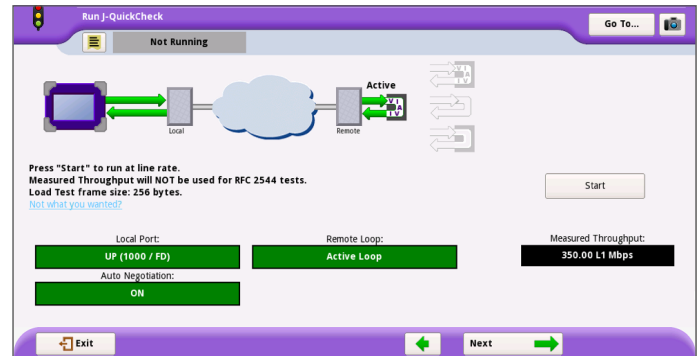 Run J-QuickCheck
Go To...
Not Running
Active
VI
A
IV
Local
Remote
Press "Start" to run at line rate.
Measured Throughput will NOT be used for RFC 2544 tests.
Load Test frame size: 256 bytes.
Not what you wanted?
Start
Local Port:
Remote Loop:
Measured Throughput:
UP (1000 / FD)
Active Loop
350.00 L1 Mbps
Auto Negotiation:
ON
Exit
Next